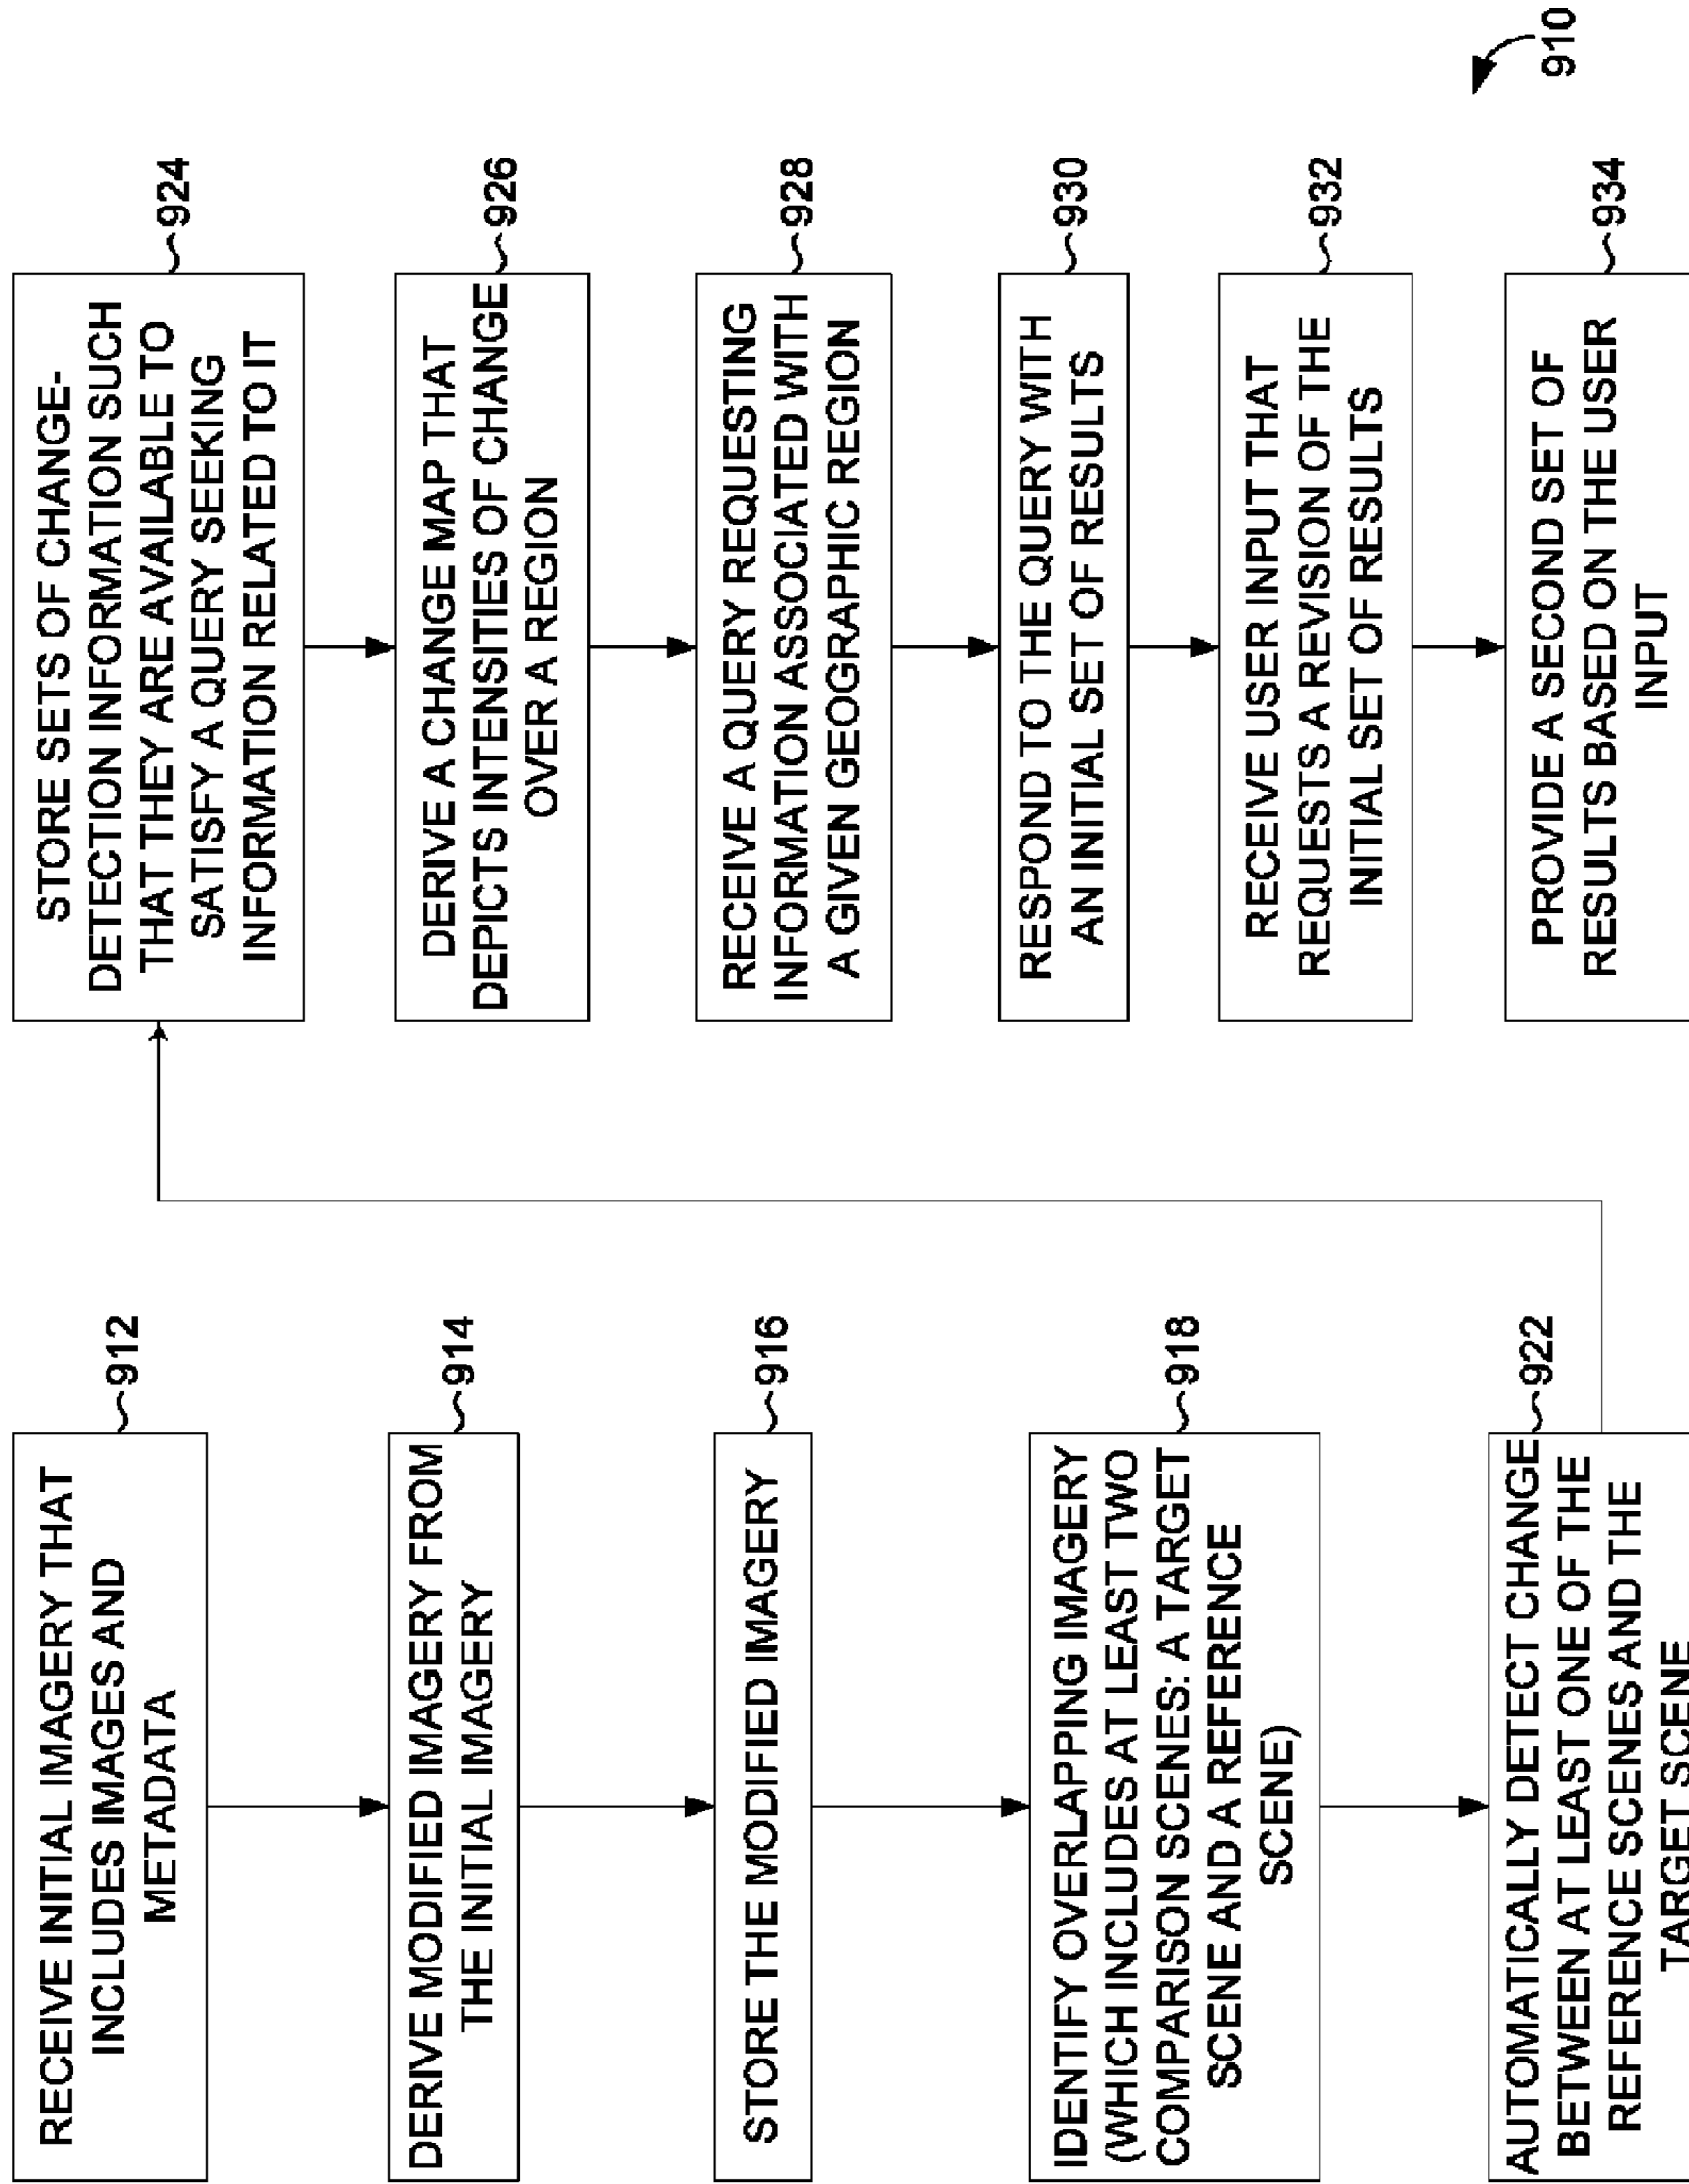 RECEIVE INITIAL IMAGERY THAT
INCLUDES IMAGES AND
METADATA
912
DERIVE MODIFIED IMAGERY FROM
THE INITIAL IMAGERY
914
STORE THE MODIFIED IMAGERY
916
IDENTIFY OVERLAPPING IMAGERY
(WHICH INCLUDES AT LEAST TWO
COMPARISON SCENES: A TARGET
SCENE AND A REFERENCE
SCENE)
918
AUTOMATICALLY DETECT CHANGE
BETWEEN AT LEAST ONE OF THE
REFERENCE SCENES AND THE
TARGET SCENE
922
STORE SETS OF CHANGE-
DETECTION INFORMATION SUCH
THAT THEY ARE AVAILABLE TO
SATISFY A QUERY SEEKING
INFORMATION RELATED TO IT
924
DERIVE A CHANGE MAP THAT
DEPICTS INTENSITIES OF CHANGE
OVER A REGION
926
RECEIVE A QUERY REQUESTING
INFORMATION ASSOCIATED WITH
A GIVEN GEOGRAPHIC REGION
928
RESPOND TO THE QUERY WITH
AN INITIAL SET OF RESULTS
930
RECEIVE USER INPUT THAT
REQUESTS A REVISION OF THE
INITIAL SET OF RESULTS
932
PROVIDE A SECOND SET OF
RESULTS BASED ON THE USER
INPUT
934
910